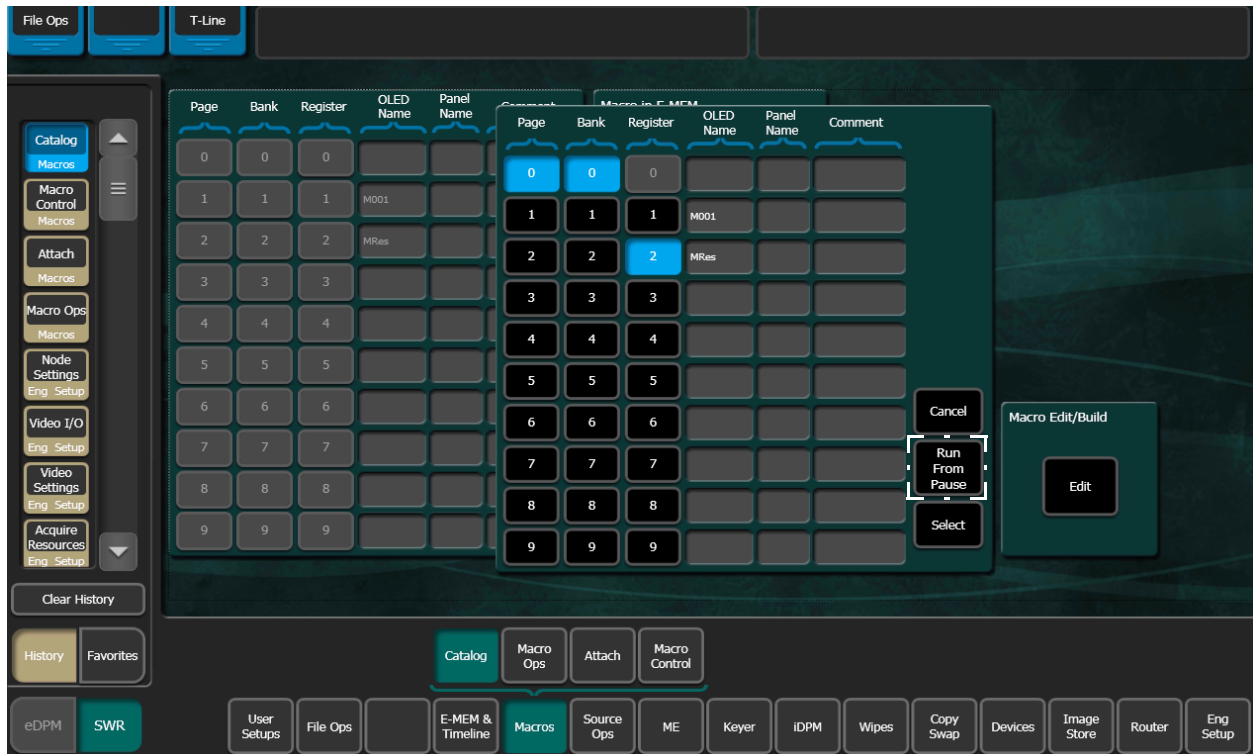 File Ops
T-Line
Catalog
Macros
Macro
Control
Macros
Attach
Macros
Macro Ops
Macros
Node
Settings
Eng Setup
Video I/O
Eng Setup
Video
Settings
Eng Setup
Acquire
Resources
Eng Setup
Clear History
History Favorites
eDPM SWR
Page Bank Register OLED Name Panel Name Comment
Macro in E-MEM
0 0 0
1 1 1 M001
2 2 2 MRes
3 3 3
4 4 4
5 5 5
6 6 6
7 7 7
8 8 8
9 9 9
Page Bank Register OLED Name Panel Name Comment
0 0 0
1 1 1 M001
2 2 2 MRes
3 3 3
4 4 4
5 5 5
6 6 6
7 7 7
8 8 8
9 9 9
Cancel
Run
From
Pause
Select
Macro Edit/Build
Edit
Catalog Macro Ops Attach Macro Control
User Setups File Ops E-MEM & Timeline Macros Source Ops ME Keyer iDPM Wipes Copy Swap Devices Image Store Router Eng Setup